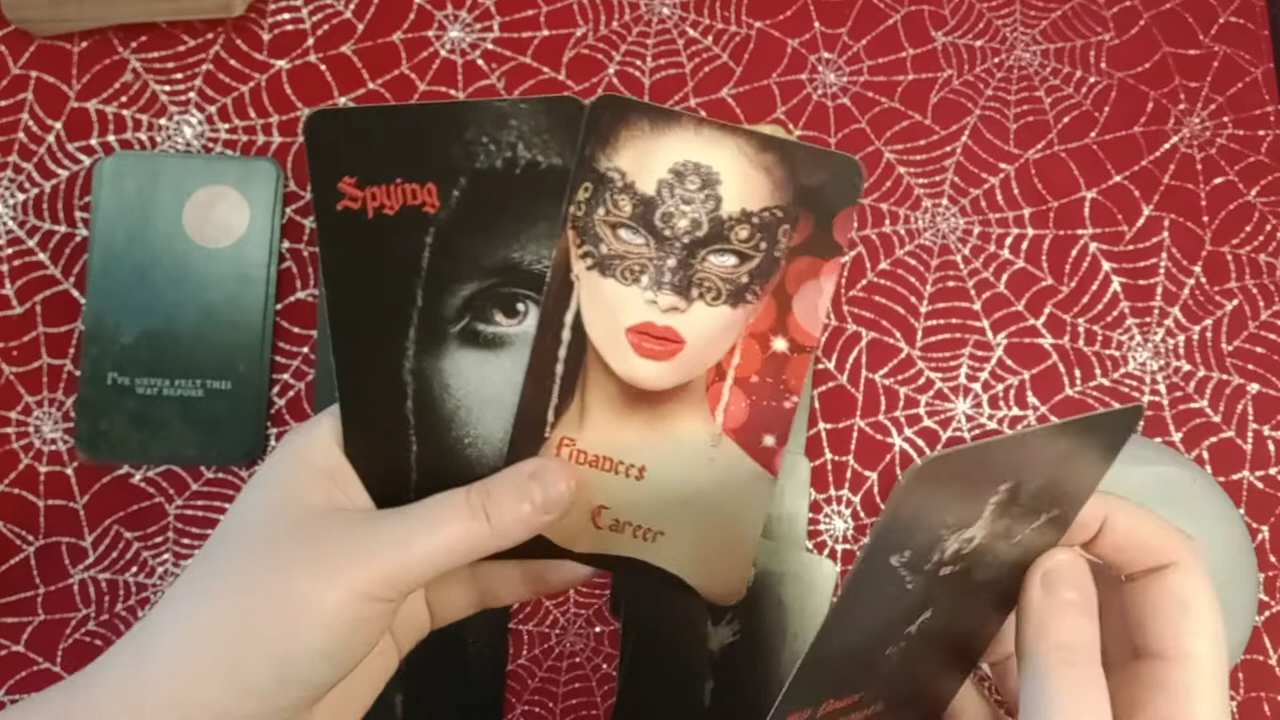 Spying
I'VE NEVER FELT THIS
WAY BEFORE
Finances
Career